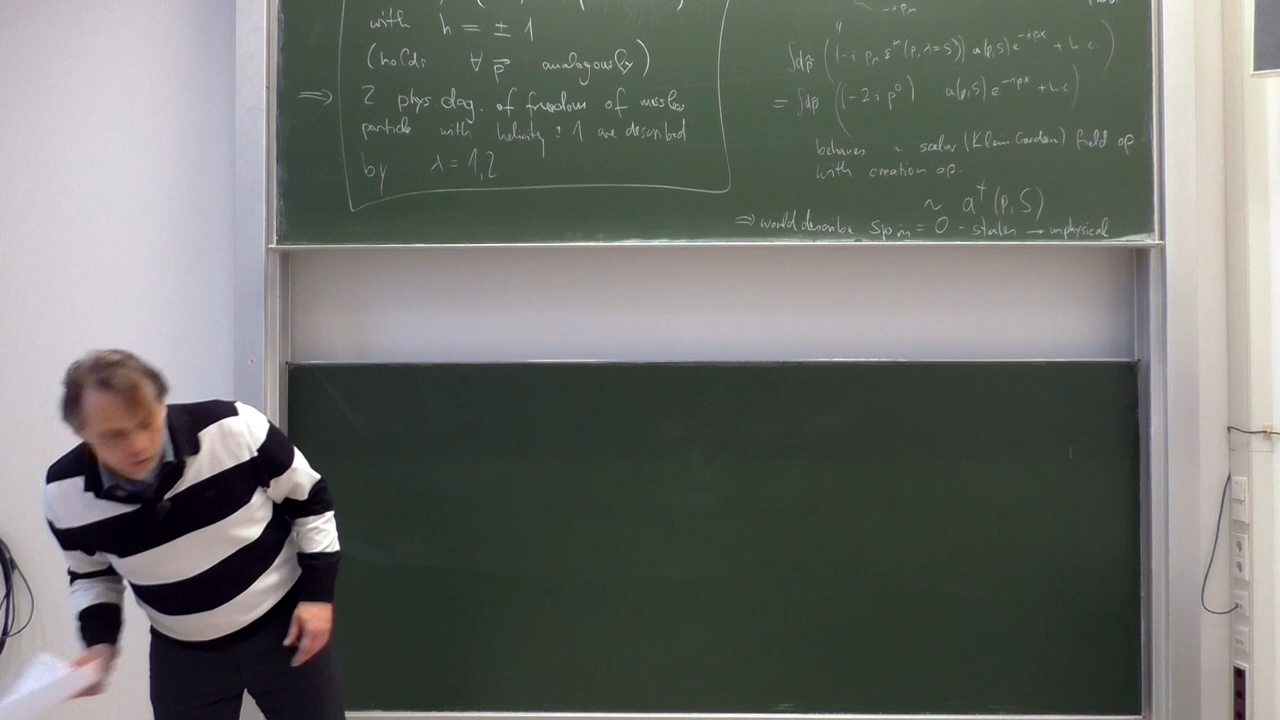 with h = ± 1
(holds ∀ p⃗ analogously)
⇒ 2 phys. deg. of freedom of massless
particle with helicity ± 1 are described
by λ = 1,2
∫dp̃ ((-i pμ εμ(p, λ=S)) a(p,S) e^-ipx + h.c.)
= ∫dp̃ ((-2i p⁰) a(p,S) e^-ipx + h.c)
behaves ~ scalar (Klein Gordon) field op
with creation op.
~ a†(p,S)
⇒ would describe spin = 0 - states → unphysical